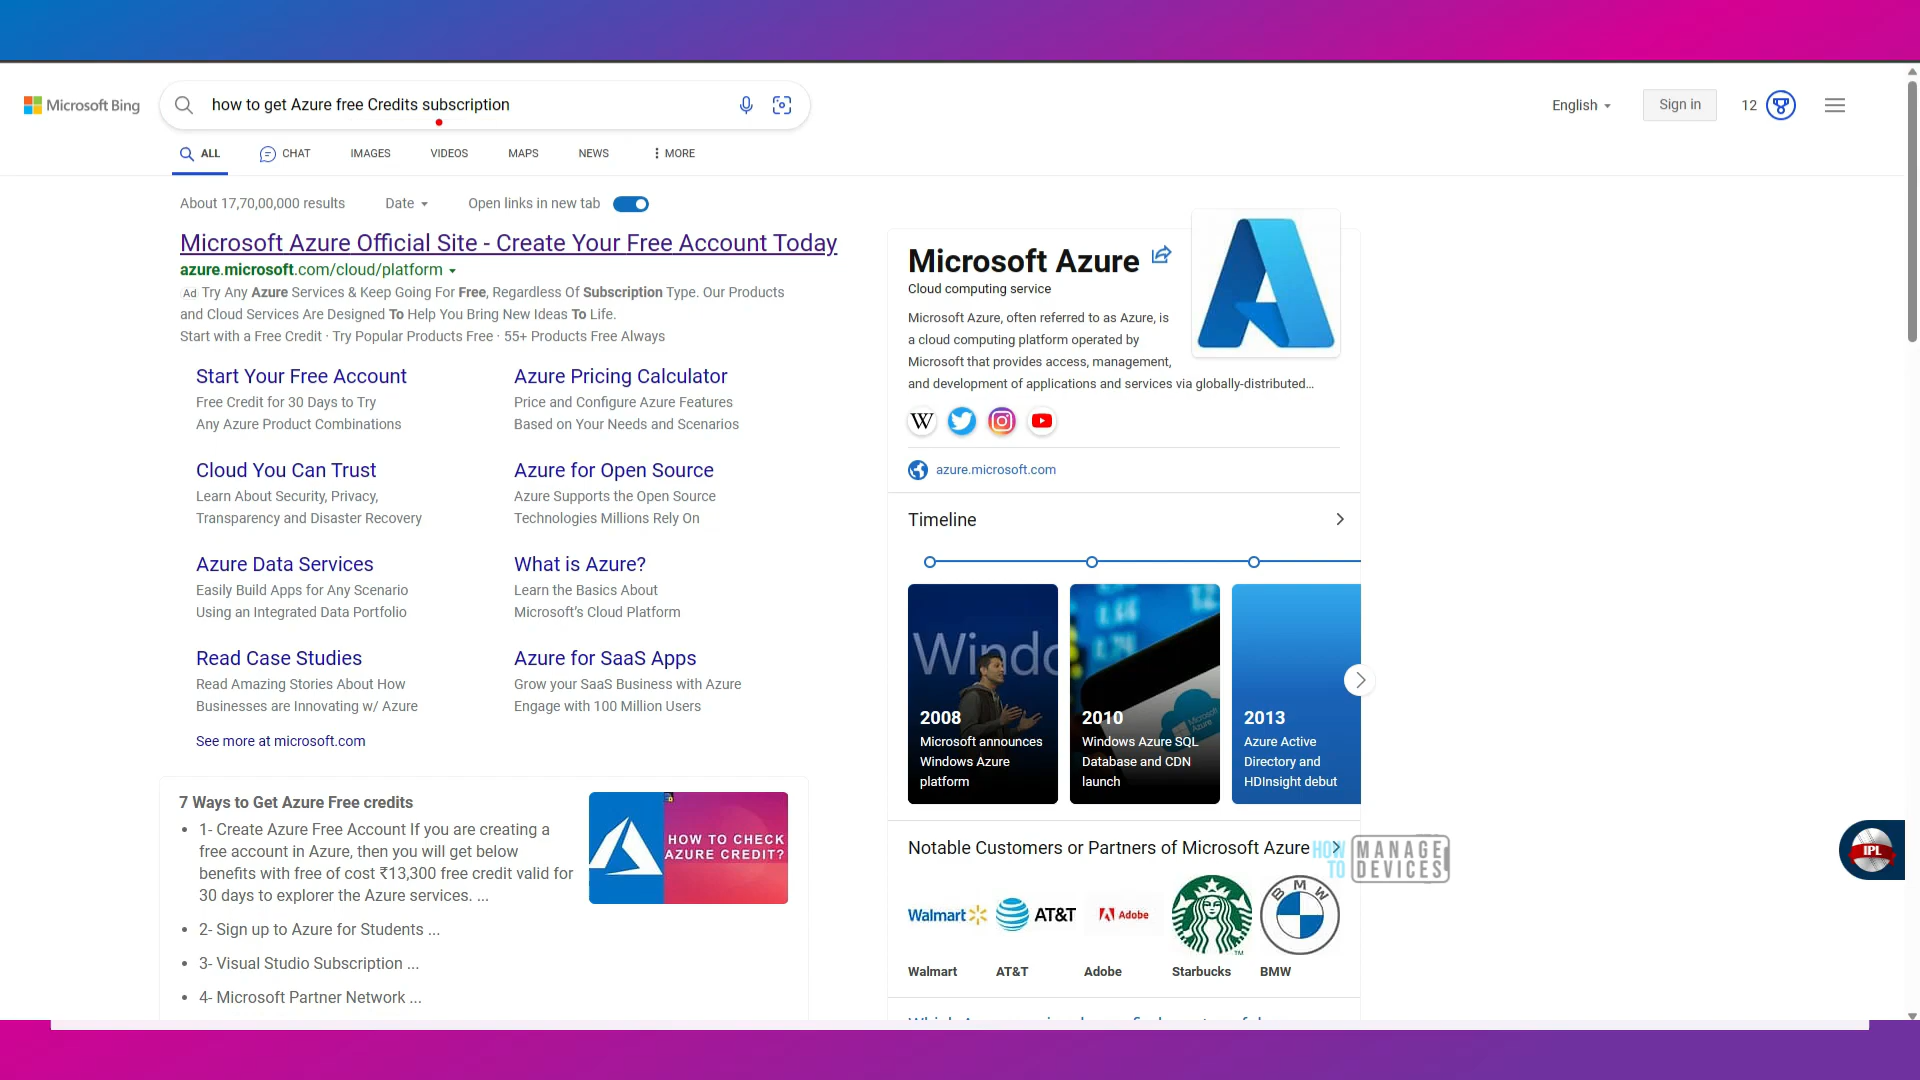 Microsoft Bing
how to get Azure free Credits subscription
English
Sign in
12
ALL
CHAT
IMAGES
VIDEOS
MAPS
NEWS
MORE
About 17,70,00,000 results
Date
Open links in new tab
Microsoft Azure Official Site - Create Your Free Account Today
azure.microsoft.com/cloud/platform
Ad Try Any Azure Services & Keep Going For Free, Regardless Of Subscription Type. Our Products
and Cloud Services Are Designed To Help You Bring New Ideas To Life.
Start with a Free Credit · Try Popular Products Free · 55+ Products Free Always
Start Your Free Account
Free Credit for 30 Days to Try
Any Azure Product Combinations
Azure Pricing Calculator
Price and Configure Azure Features
Based on Your Needs and Scenarios
Cloud You Can Trust
Learn About Security, Privacy,
Transparency and Disaster Recovery
Azure for Open Source
Azure Supports the Open Source
Technologies Millions Rely On
Azure Data Services
Easily Build Apps for Any Scenario
Using an Integrated Data Portfolio
What is Azure?
Learn the Basics About
Microsoft's Cloud Platform
Read Case Studies
Read Amazing Stories About How
Businesses are Innovating w/ Azure
Azure for SaaS Apps
Grow your SaaS Business with Azure
Engage with 100 Million Users
See more at microsoft.com
7 Ways to Get Azure Free credits
1- Create Azure Free Account If you are creating a
free account in Azure, then you will get below
benefits with free of cost ₹13,300 free credit valid for
30 days to explorer the Azure services. ...
2- Sign up to Azure for Students ...
3- Visual Studio Subscription ...
4- Microsoft Partner Network ...
HOW TO CHECK
AZURE CREDIT?
Microsoft Azure
Cloud computing service
Microsoft Azure, often referred to as Azure, is
a cloud computing platform operated by
Microsoft that provides access, management,
and development of applications and services via globally-distributed...
W
azure.microsoft.com
Timeline
Windo
2008
Microsoft announces
Windows Azure
platform
Microsoft
Azure
2010
Windows Azure SQL
Database and CDN
launch
2013
Azure Active
Directory and
HDInsight debut
Notable Customers or Partners of Microsoft Azure
HOW
TO
MANAGE
DEVICES
Walmart
AT&T
Adobe
BMW
Walmart
AT&T
Adobe
Starbucks
BMW
IPL